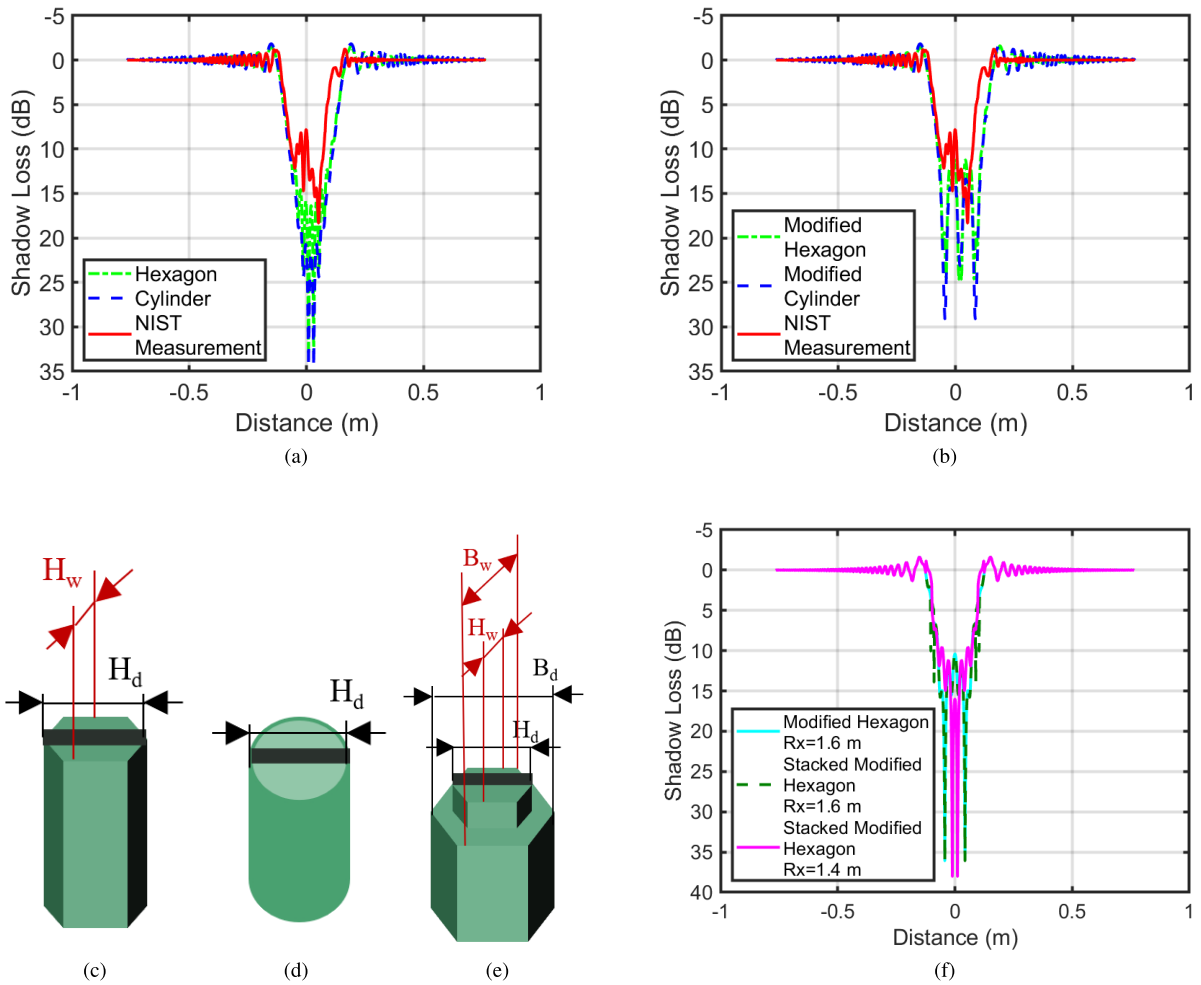 -5
0
5
10
15
20
25
30
35
-1
-0.5
0
0.5
1
Shadow Loss (dB)
Distance (m)
Hexagon
Cylinder
NIST
Measurement
(a)
-5
0
5
10
15
20
25
30
35
-1
-0.5
0
0.5
1
Shadow Loss (dB)
Distance (m)
Modified
Hexagon
Modified
Cylinder
NIST
Measurement
(b)
Hw
Hd
(c)
Hd
(d)
Bw
Hw
Bd
Hd
(e)
-5
0
5
10
15
20
25
30
35
40
-1
-0.5
0
0.5
1
Shadow Loss (dB)
Distance (m)
Modified Hexagon
Rx=1.6 m
Stacked Modified
Hexagon
Rx=1.6 m
Stacked Modified
Hexagon
Rx=1.4 m
(f)